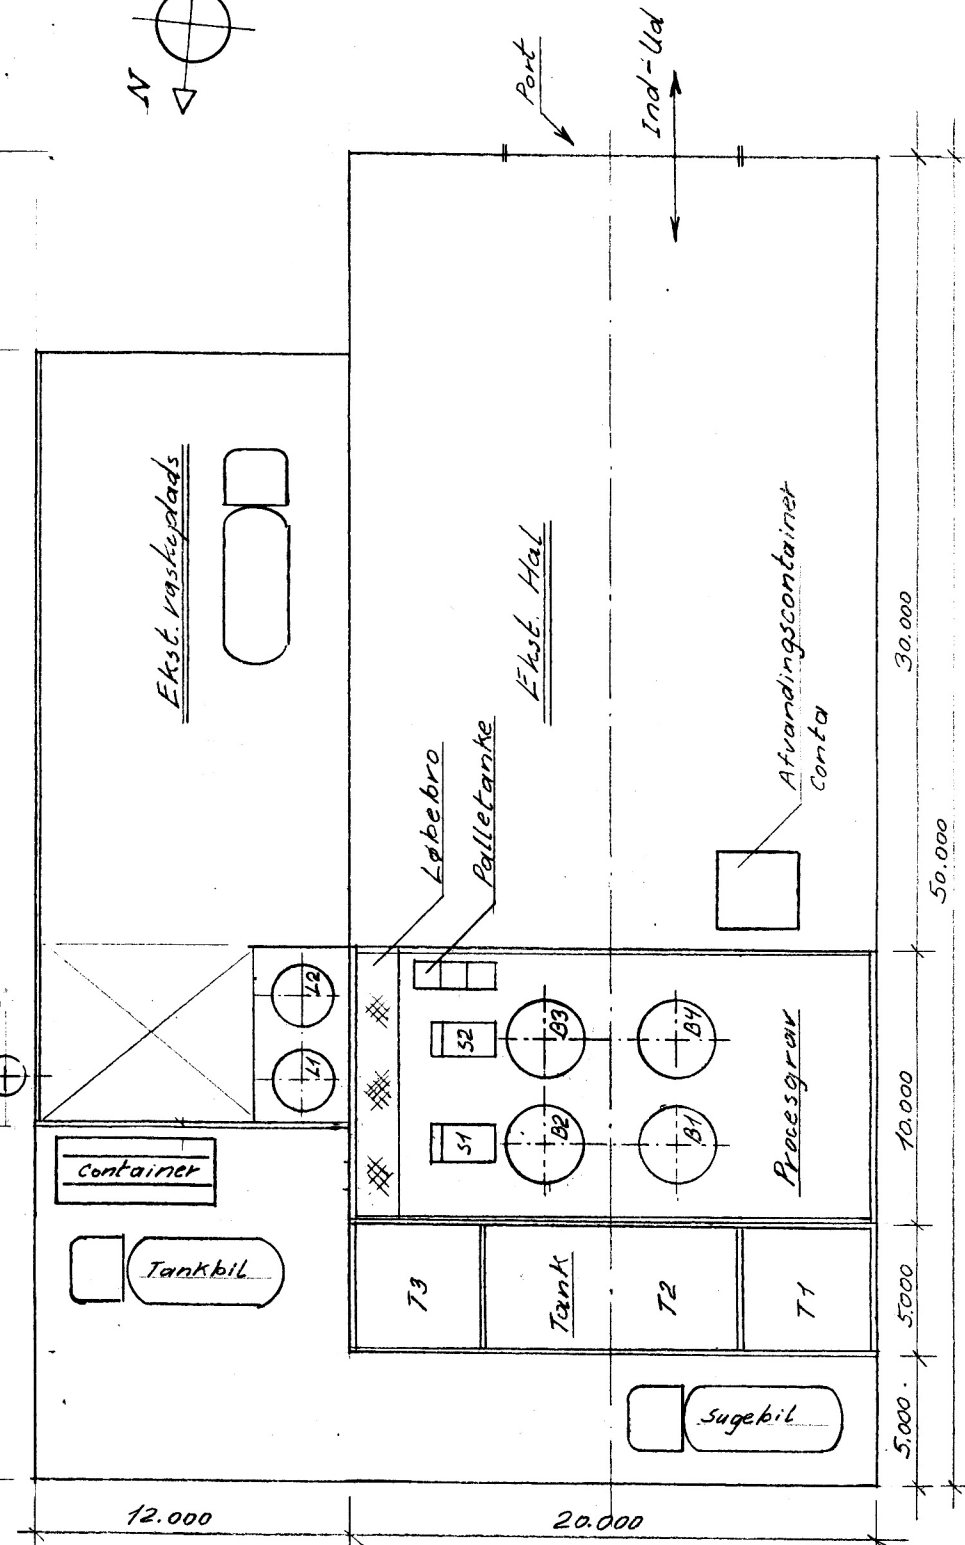 N
Port
Ind-Ud
Ekst. vaskeplads
Ekst. Hal
Løbebro
Palletanke
Afvandingscontainer
Conta
L2
L1
S2
S1
B3
B4
B2
B1
Procesgrav
Container
Tankbil
T3
Tank
T2
T1
Sugebil
30.000
50.000
10.000
5.000
5.000.
12.000
20.000